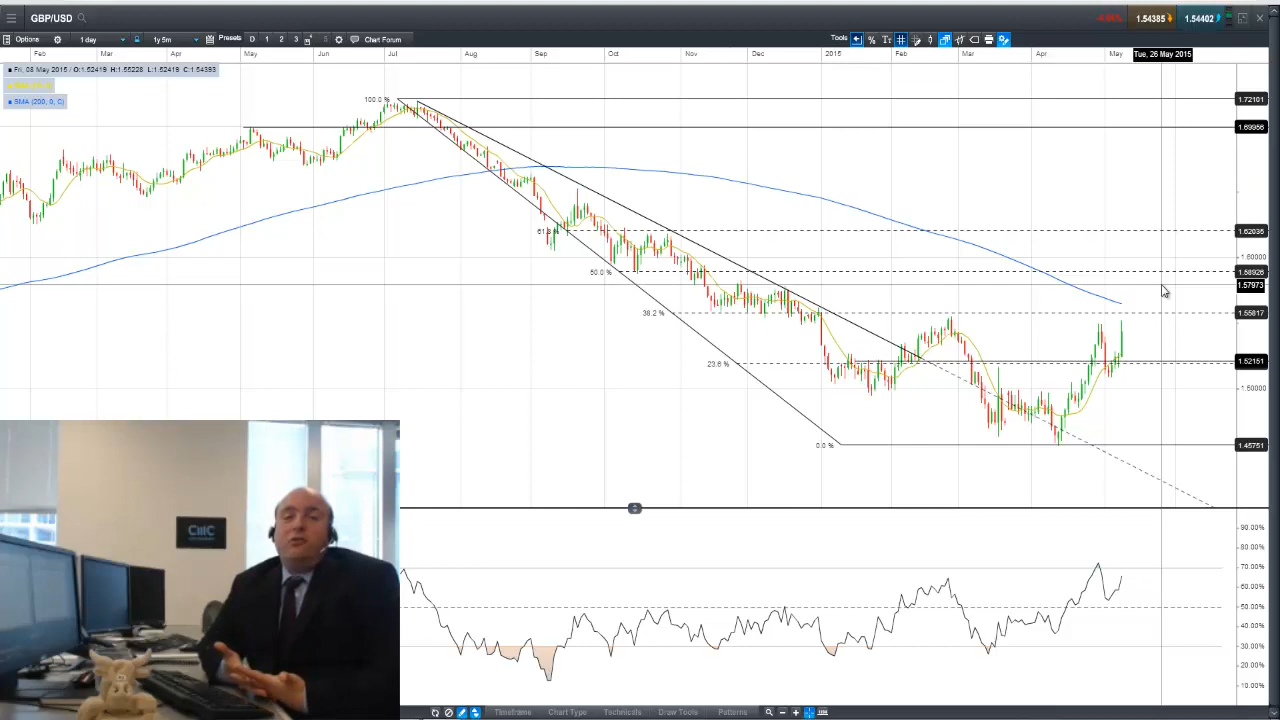 GBP/USD
1.54385 1.54402
Options 1 day 1y 5m Presets D 1 2 3 Chart Forum Tools
Feb Mar Apr May Jun Jul Aug Sep Oct Nov Dec 2015 Feb Mar Apr May Tue, 26 May 2015
Fri, 08 May 2015 / O:1.52419 H:1.55228 L:1.52419 C:1.54393
SMA (200, 0, C)
100.0 % 1.72101
1.69956
61.8 % 1.62035
1.60000
50.0 % 1.58926
1.57973
38.2 % 1.55817
1.52151
23.6 %
1.50000
0.0 % 1.45751
90.00%
80.00%
70.00%
60.00%
50.00%
40.00%
30.00%
20.00%
10.00%
CMC
Timeframe Chart Type Technicals Draw Tools Patterns